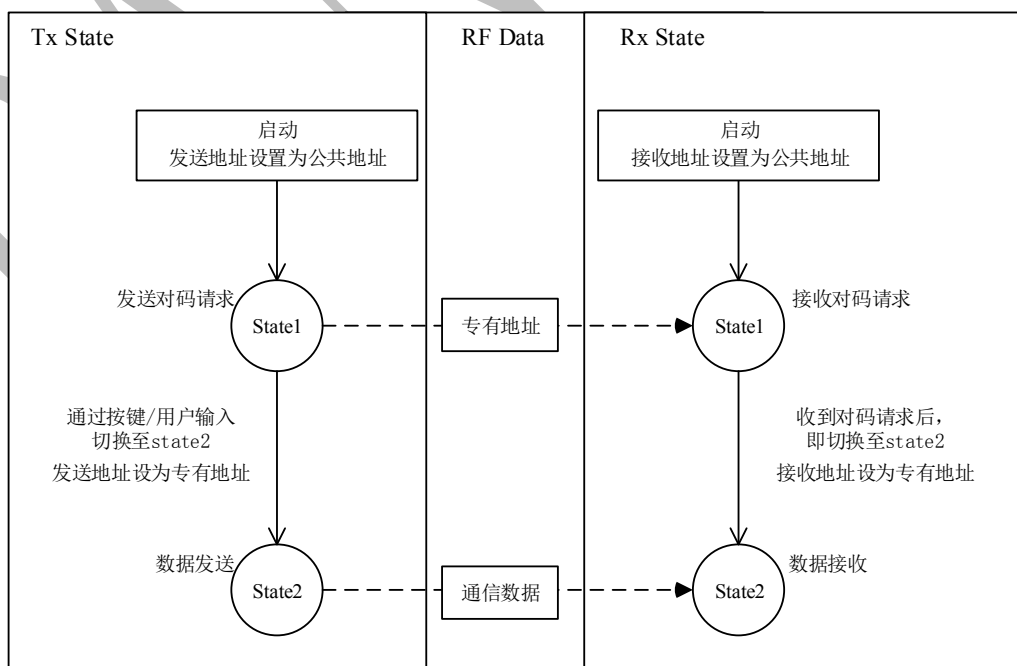 Tx State
RF Data
Rx State
启动
发送地址设置为公共地址
启动
接收地址设置为公共地址
发送对码请求
State1
专有地址
State1
接收对码请求
通过按键/用户输入
切换至state2
发送地址设为专有地址
收到对码请求后，
即切换至state2
接收地址设为专有地址
数据发送
State2
通信数据
State2
数据接收